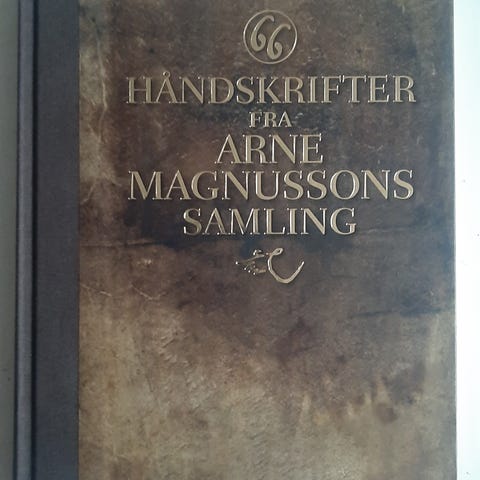 66
HÅNDSKRIFTER
FRA
ARNE
MAGNUSSONS
SAMLING